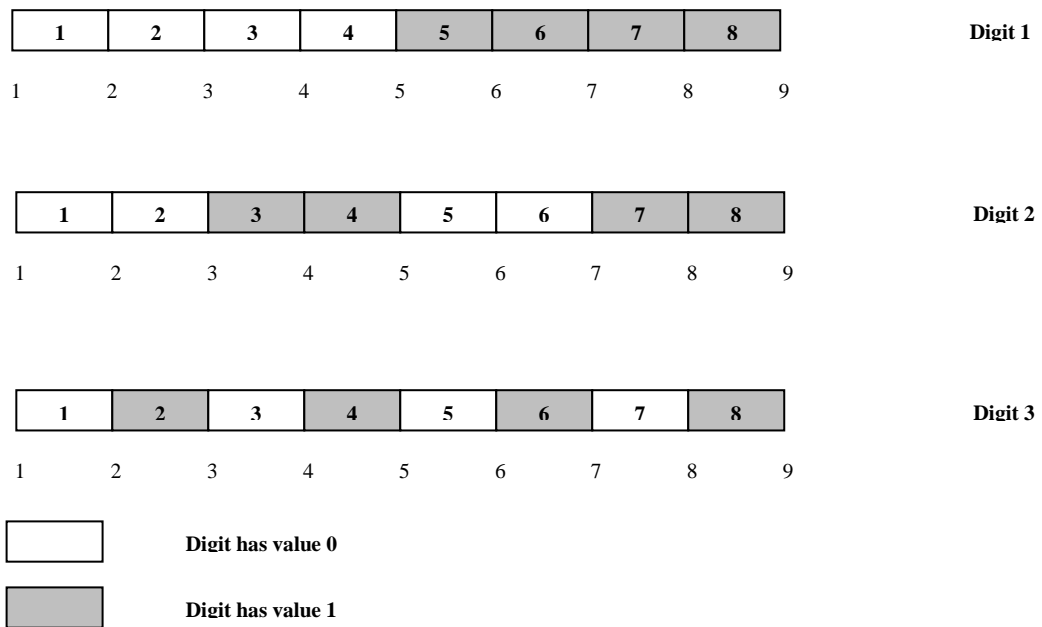 1 2 3 4 5 6 7 8 Digit 1
1 2 3 4 5 6 7 8 9
1 2 3 4 5 6 7 8 Digit 2
1 2 3 4 5 6 7 8 9
1 2 3 4 5 6 7 8 Digit 3
1 2 3 4 5 6 7 8 9
Digit has value 0
Digit has value 1